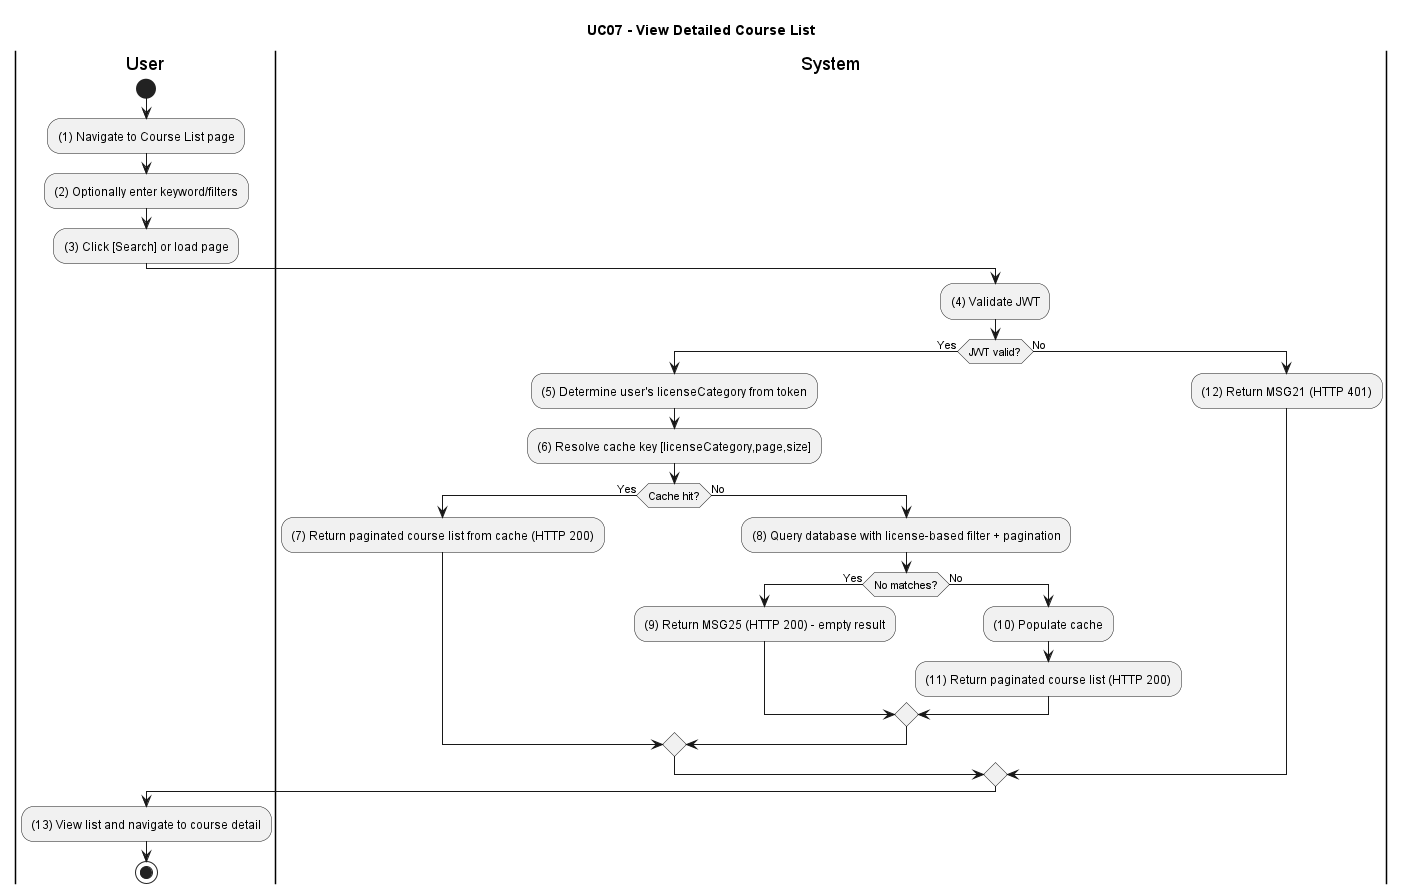 UC07 - View Detailed Course List
User
System
(1) Navigate to Course List page
(2) Optionally enter keyword/filters
(3) Click [Search] or load page
(4) Validate JWT
Yes
JWT valid?
No
(5) Determine user's licenseCategory from token
(12) Return MSG21 (HTTP 401)
(6) Resolve cache key [licenseCategory,page,size]
Yes
Cache hit?
No
(7) Return paginated course list from cache (HTTP 200)
(8) Query database with license-based filter + pagination
Yes
No matches?
No
(9) Return MSG25 (HTTP 200) - empty result
(10) Populate cache
(11) Return paginated course list (HTTP 200)
(13) View list and navigate to course detail